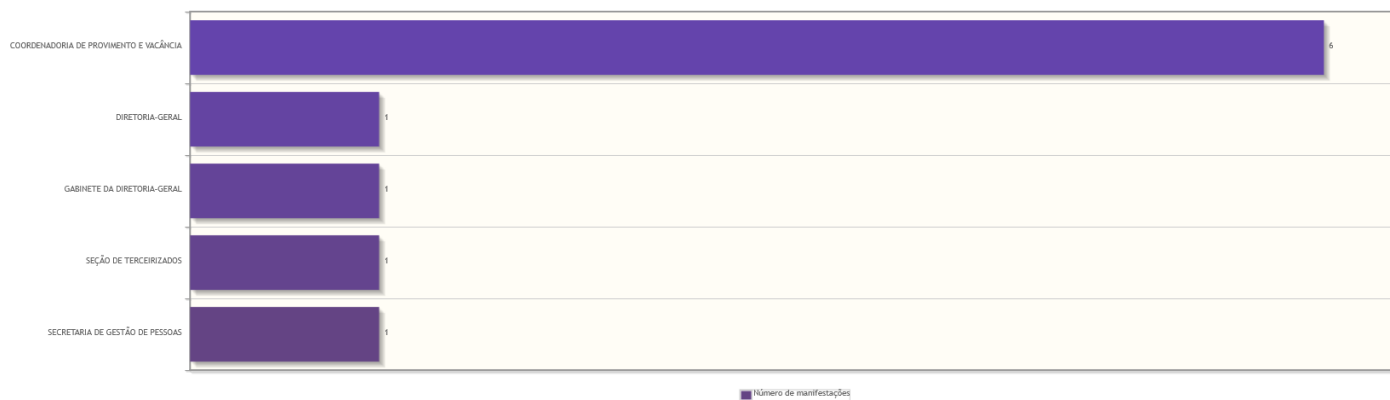 COORDENADORIA DE PROVIMENTO E VACÂNCIA
6
DIRETORIA-GERAL
1
GABINETE DA DIRETORIA-GERAL
1
SEÇÃO DE TERCEIRIZADOS
1
SECRETARIA DE GESTÃO DE PESSOAS
1
Número de manifestações